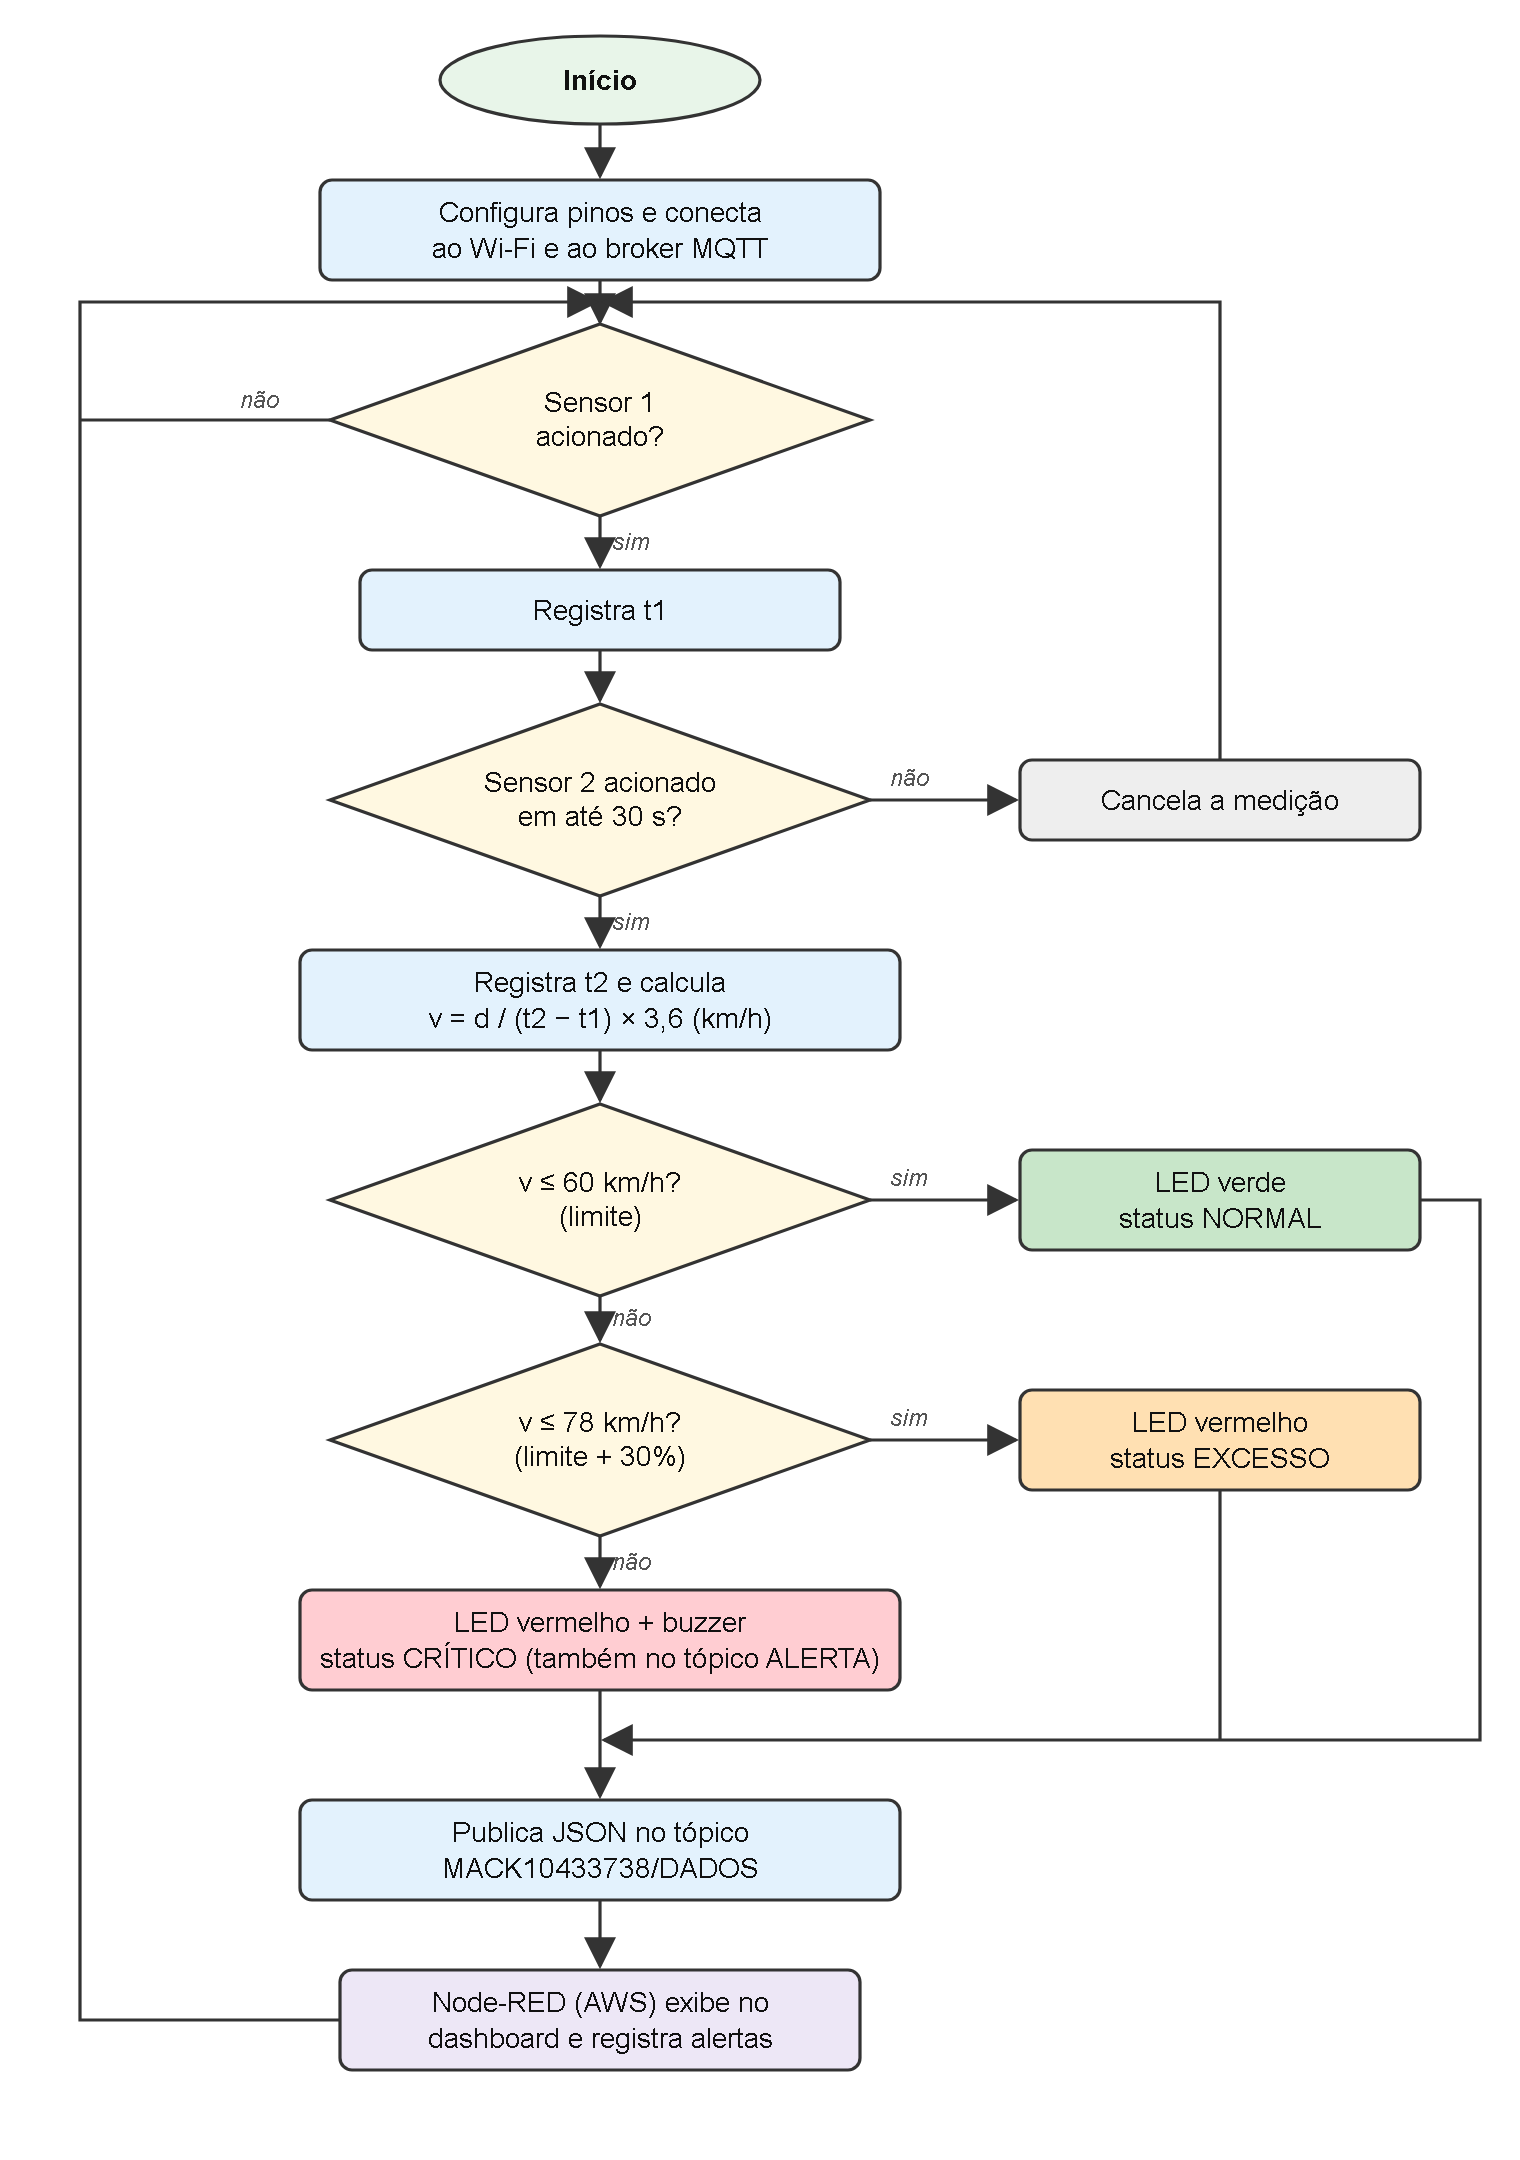 Início
Configura pinos e conecta
ao Wi-Fi e ao broker MQTT
não
Sensor 1
acionado?
sim
Registra t1
Sensor 2 acionado
em até 30 s?
não
Cancela a medição
sim
Registra t2 e calcula
v = d / (t2 − t1) × 3,6 (km/h)
v ≤ 60 km/h?
(limite)
sim
LED verde
status NORMAL
não
v ≤ 78 km/h?
(limite + 30%)
sim
LED vermelho
status EXCESSO
não
LED vermelho + buzzer
status CRÍTICO (também no tópico ALERTA)
Publica JSON no tópico
MACK10433738/DADOS
Node-RED (AWS) exibe no
dashboard e registra alertas